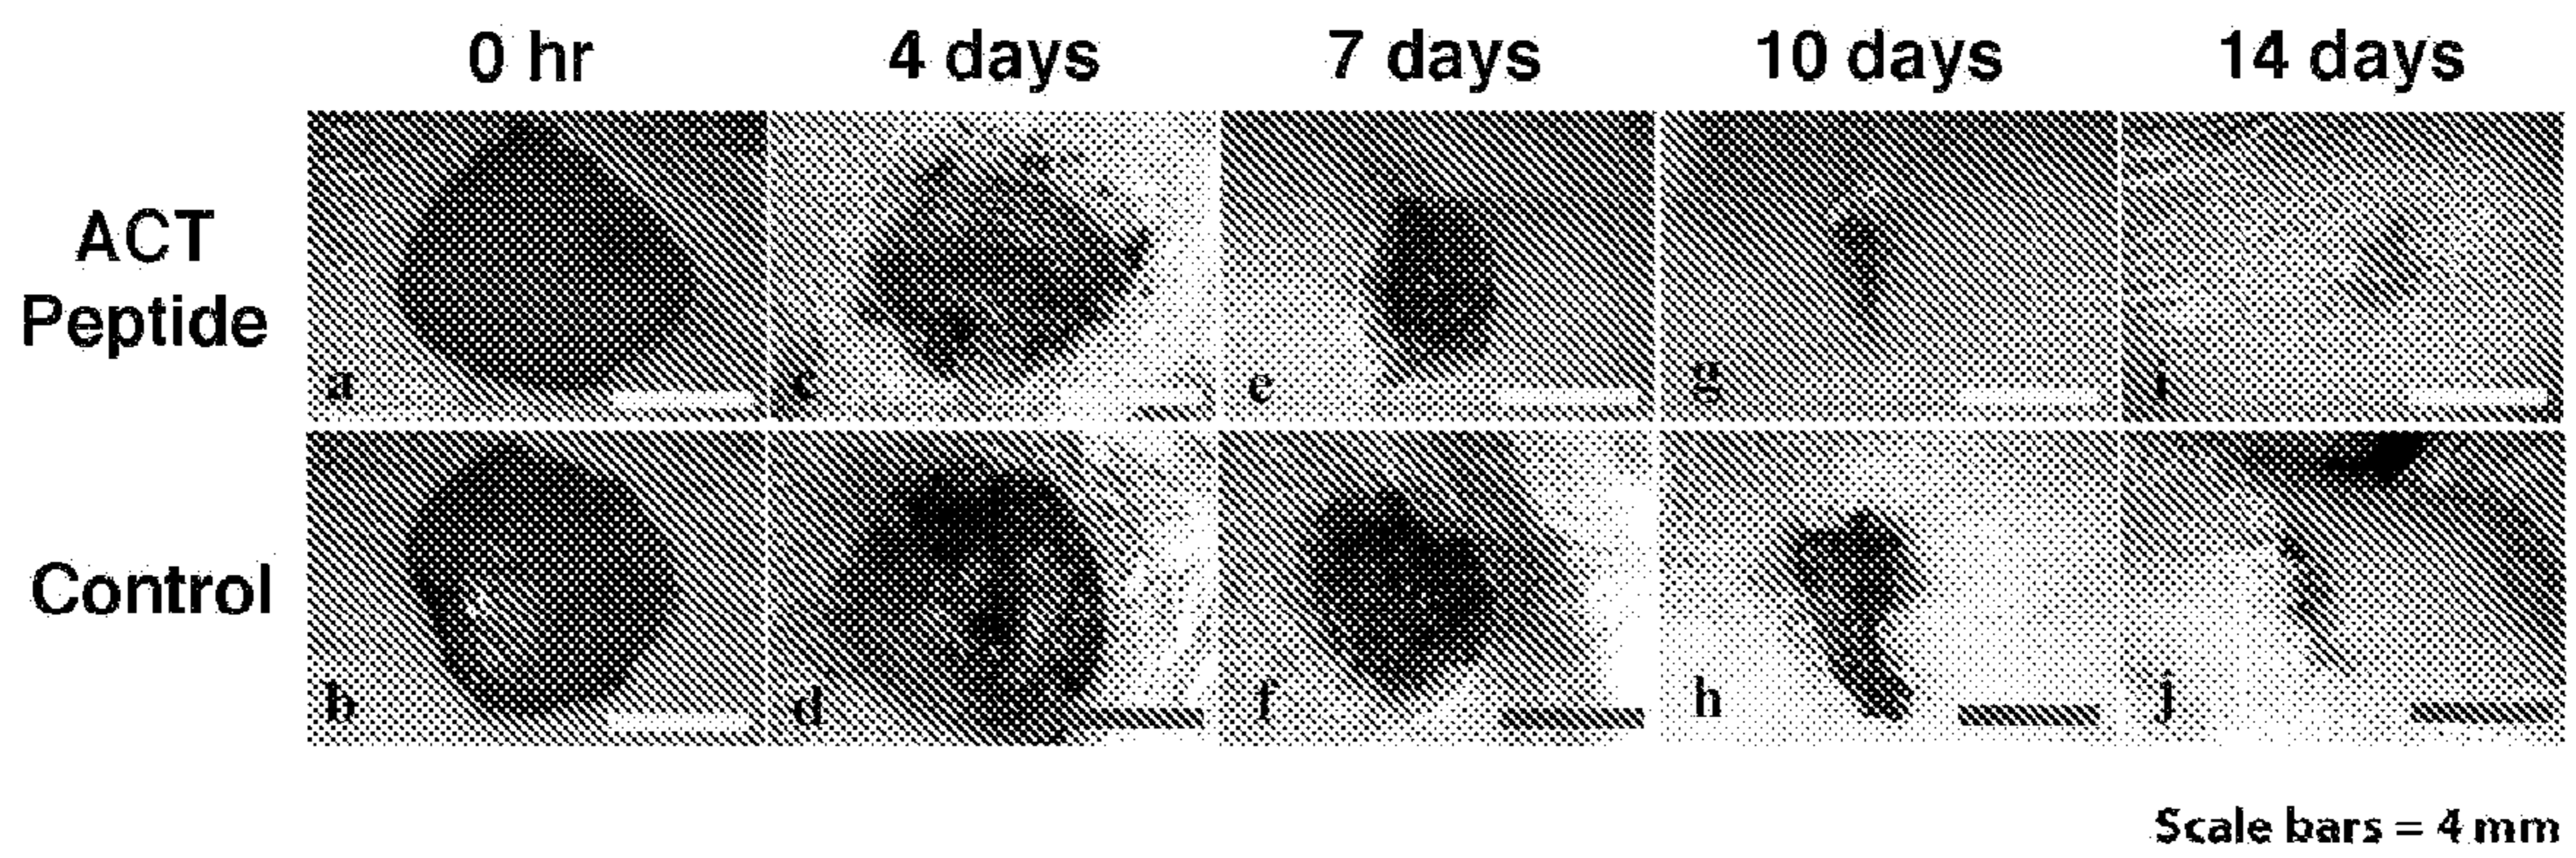 0 hr 4 days 7 days 10 days 14 days
ACT
Peptide
a c e g i
Control
b d f h j
Scale bars = 4 mm